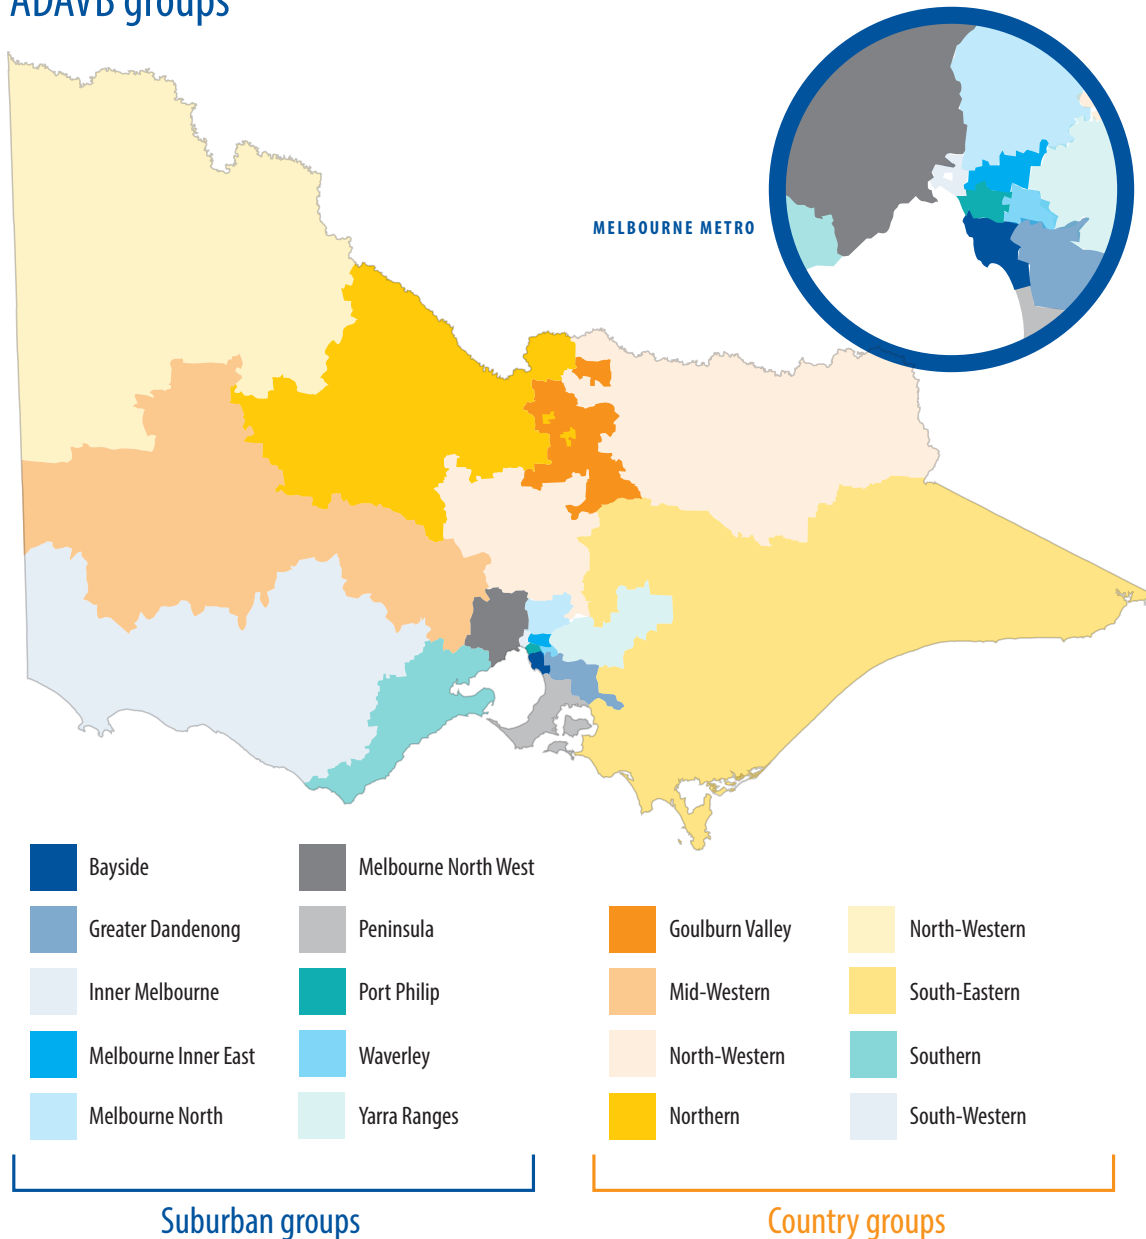 ADAVB groups
MELBOURNE METRO
Bayside
Greater Dandenong
Inner Melbourne
Melbourne Inner East
Melbourne North
Melbourne North West
Peninsula
Port Philip
Waverley
Yarra Ranges
Suburban groups
Goulburn Valley
Mid-Western
North-Western
Northern
North-Western
South-Eastern
Southern
South-Western
Country groups